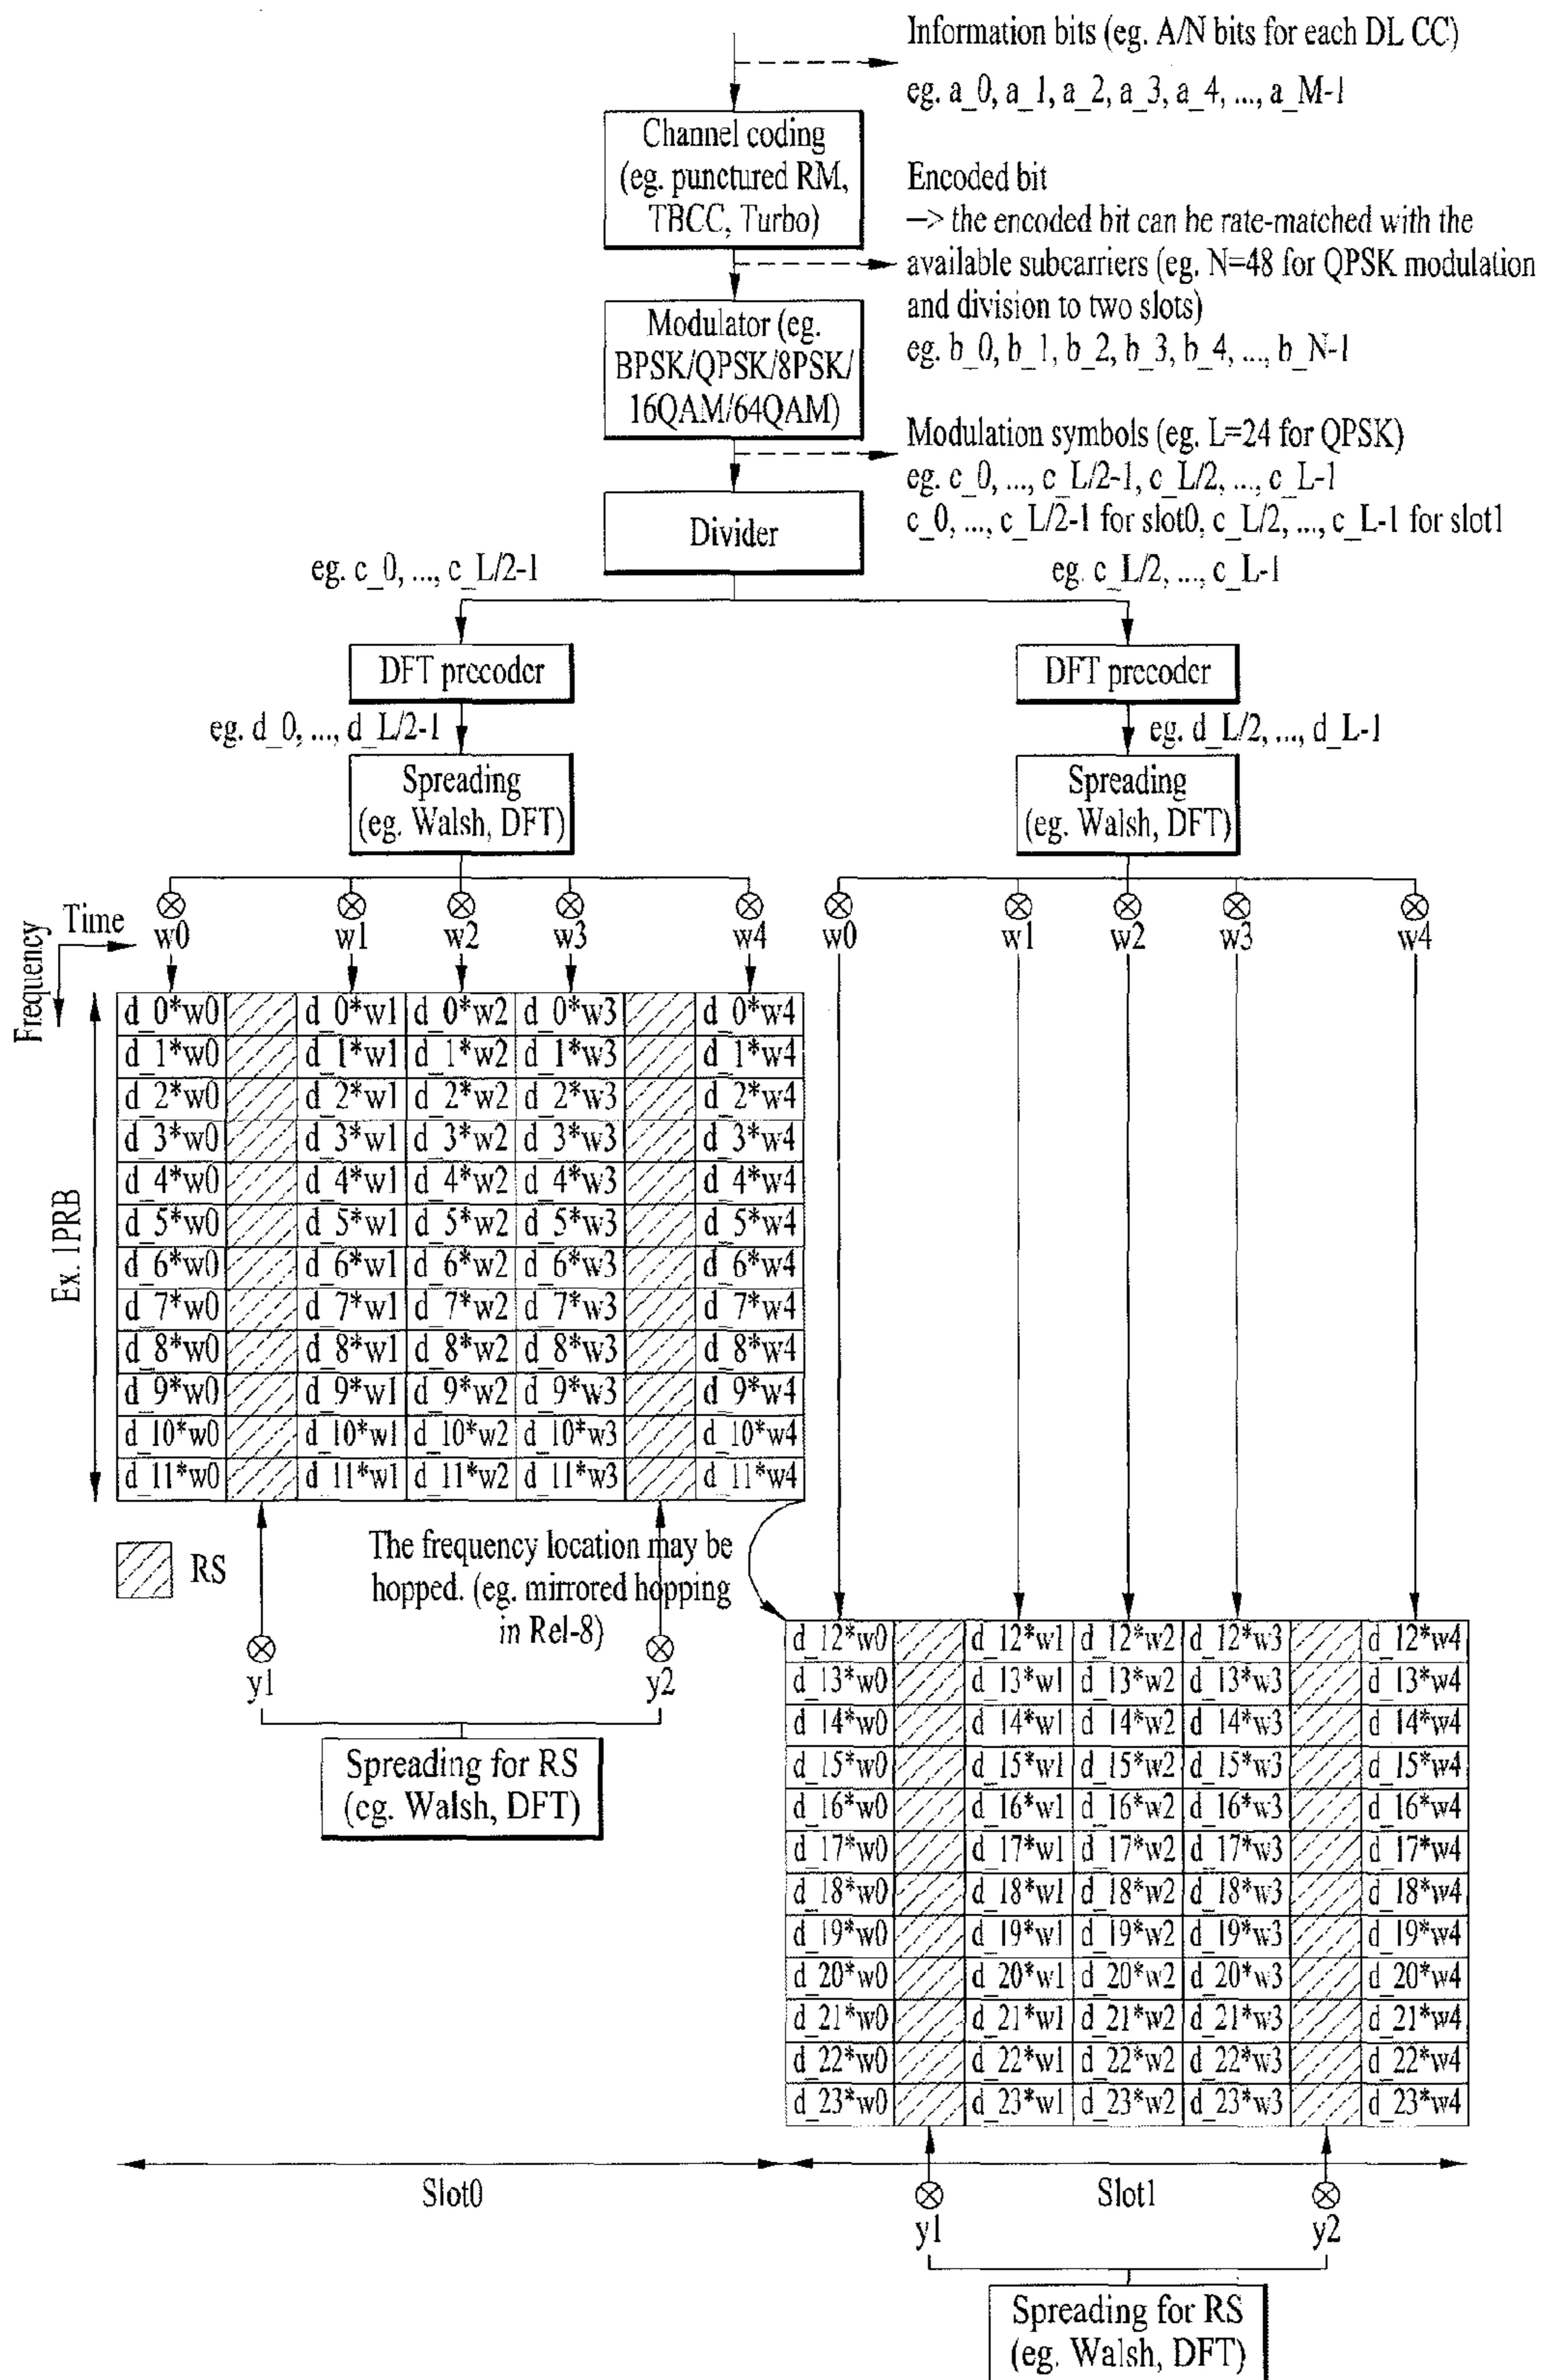 Information bits (eg. A/N bits for each DL CC)
eg. a_0, a_1, a_2, a_3, a_4, ..., a_M-1
Channel coding
(eg. punctured RM,
TBCC, Turbo)
Encoded bit
–> the encoded bit can be rate-matched with the
available subcarriers (eg. N=48 for QPSK modulation
and division to two slots)
eg. b_0, b_1, b_2, b_3, b_4, ..., b_N-1
Modulator (eg.
BPSK/QPSK/8PSK/
16QAM/64QAM)
Modulation symbols (eg. L=24 for QPSK)
eg. c_0, ..., c_L/2-1, c_L/2, ..., c_L-1
c_0, ..., c_L/2-1 for slot0, c_L/2, ..., c_L-1 for slot1
Divider
eg. c_0, ..., c_L/2-1
eg. c_L/2, ..., c_L-1
DFT precoder
DFT precoder
eg. d_0, ..., d_L/2-1
eg. d_L/2, ..., d_L-1
Spreading
(eg. Walsh, DFT)
Spreading
(eg. Walsh, DFT)
Time
Frequency
w0 w1 w2 w3 w4
w0 w1 w2 w3 w4
Ex. 1PRB
d_0*w0 d_0*w1 d_0*w2 d_0*w3 d_0*w4
d_1*w0 d_1*w1 d_1*w2 d_1*w3 d_1*w4
d_2*w0 d_2*w1 d_2*w2 d_2*w3 d_2*w4
d_3*w0 d_3*w1 d_3*w2 d_3*w3 d_3*w4
d_4*w0 d_4*w1 d_4*w2 d_4*w3 d_4*w4
d_5*w0 d_5*w1 d_5*w2 d_5*w3 d_5*w4
d_6*w0 d_6*w1 d_6*w2 d_6*w3 d_6*w4
d_7*w0 d_7*w1 d_7*w2 d_7*w3 d_7*w4
d_8*w0 d_8*w1 d_8*w2 d_8*w3 d_8*w4
d_9*w0 d_9*w1 d_9*w2 d_9*w3 d_9*w4
d_10*w0 d_10*w1 d_10*w2 d_10*w3 d_10*w4
d_11*w0 d_11*w1 d_11*w2 d_11*w3 d_11*w4
RS
The frequency location may be
hopped. (eg. mirrored hopping
in Rel-8)
y1 y2
Spreading for RS
(eg. Walsh, DFT)
d_12*w0 d_12*w1 d_12*w2 d_12*w3 d_12*w4
d_13*w0 d_13*w1 d_13*w2 d_13*w3 d_13*w4
d_14*w0 d_14*w1 d_14*w2 d_14*w3 d_14*w4
d_15*w0 d_15*w1 d_15*w2 d_15*w3 d_15*w4
d_16*w0 d_16*w1 d_16*w2 d_16*w3 d_16*w4
d_17*w0 d_17*w1 d_17*w2 d_17*w3 d_17*w4
d_18*w0 d_18*w1 d_18*w2 d_18*w3 d_18*w4
d_19*w0 d_19*w1 d_19*w2 d_19*w3 d_19*w4
d_20*w0 d_20*w1 d_20*w2 d_20*w3 d_20*w4
d_21*w0 d_21*w1 d_21*w2 d_21*w3 d_21*w4
d_22*w0 d_22*w1 d_22*w2 d_22*w3 d_22*w4
d_23*w0 d_23*w1 d_23*w2 d_23*w3 d_23*w4
Slot0
Slot1
y1 y2
Spreading for RS
(eg. Walsh, DFT)